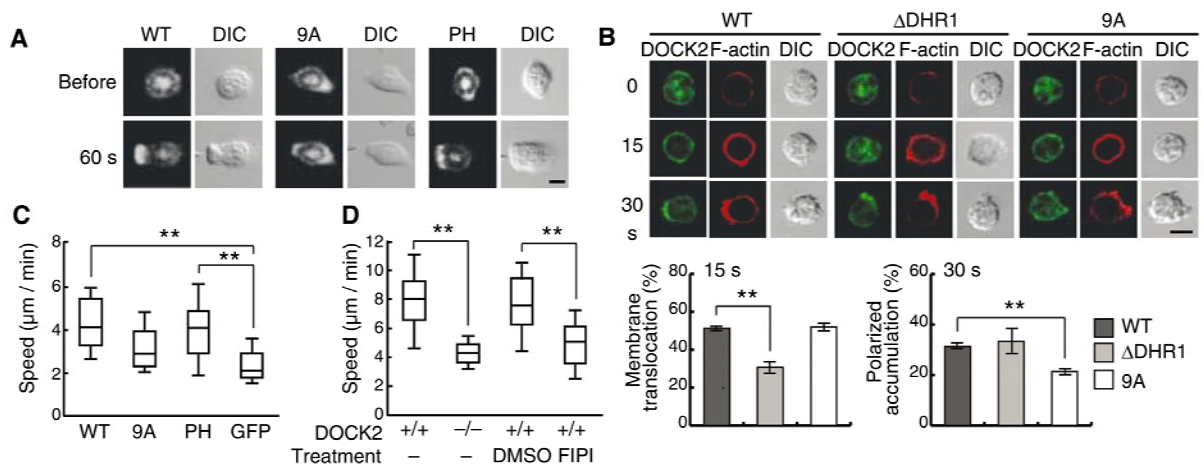 A
WT DIC 9A DIC PH DIC
Before
60 s
B
WT ΔDHR1 9A
DOCK2 F-actin DIC DOCK2 F-actin DIC DOCK2 F-actin DIC
0
15
30
s
C
Speed (µm / min)
8
6
4
2
0
** **
WT 9A PH GFP
D
Speed (µm / min)
12
10
8
6
4
2
0
** **
DOCK2 +/+ –/– +/+ +/+
Treatment – – DMSO FIPI
Membrane
translocation (%)
80
60
40
20
0
15 s
**
Polarized
accumulation (%)
60
40
20
0
30 s
**
WT
ΔDHR1
9A